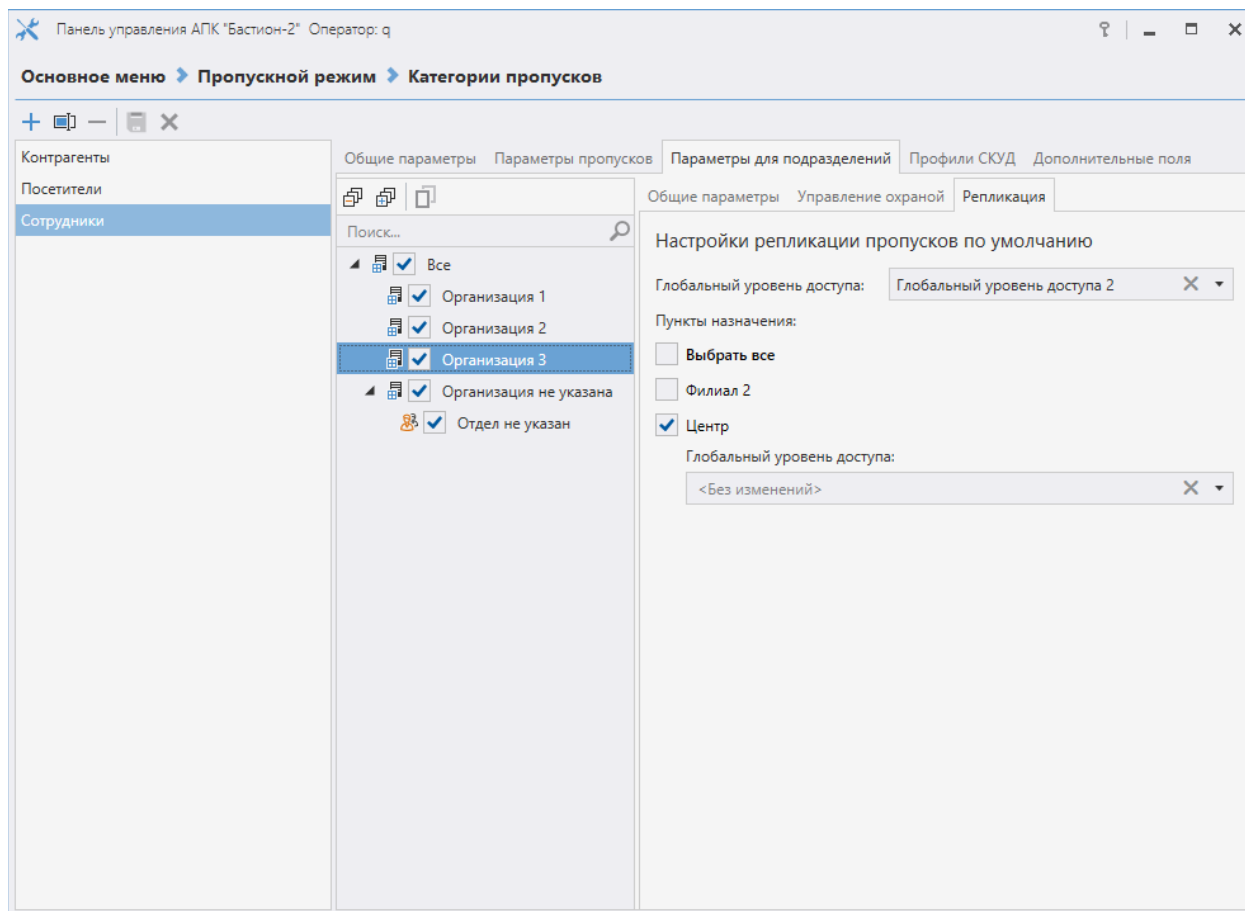 Панель управления АПК "Бастион-2" Оператор: q
Основное меню Пропускной режим Категории пропусков
Контрагенты
Посетители
Сотрудники
Общие параметры Параметры пропусков Параметры для подразделений Профили СКУД Дополнительные поля
Поиск...
Все
Организация 1
Организация 2
Организация 3
Организация не указана
Отдел не указан
Общие параметры Управление охраной Репликация
Настройки репликации пропусков по умолчанию
Глобальный уровень доступа: Глобальный уровень доступа 2
Пункты назначения:
Выбрать все
Филиал 2
Центр
Глобальный уровень доступа:
<Без изменений>